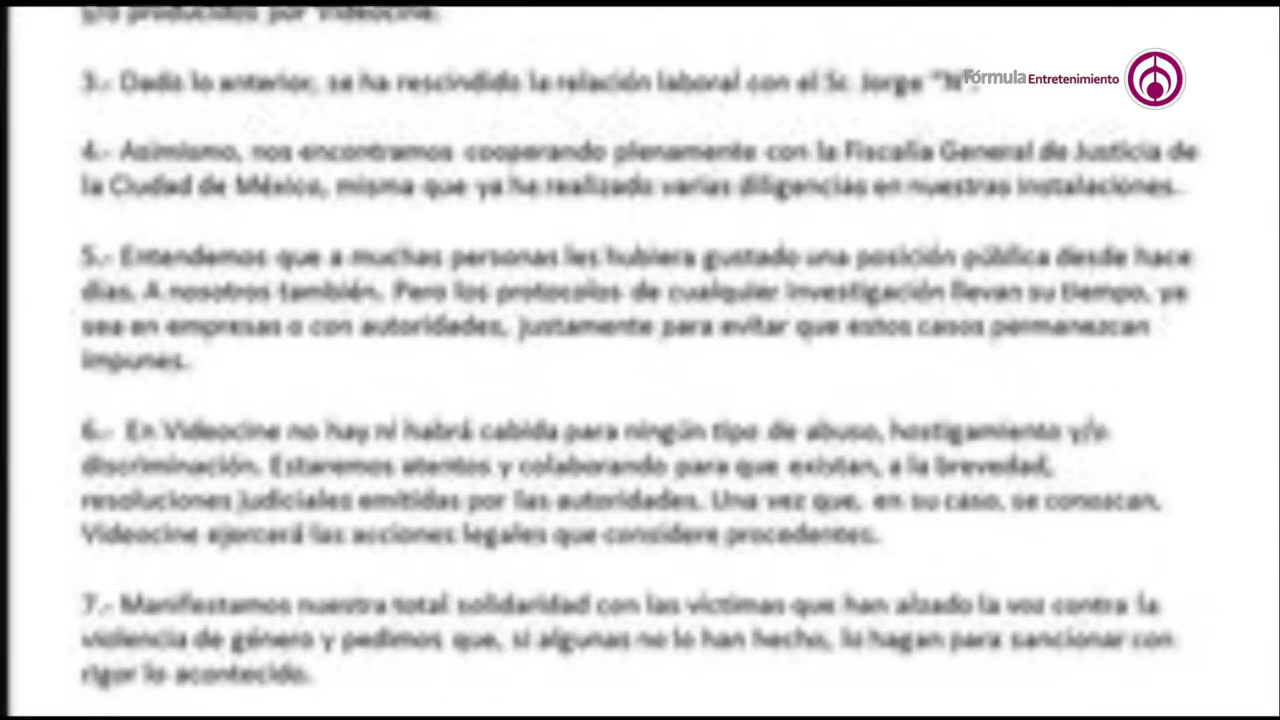 y/o producidos por Videocine.
3.- Dado lo anterior, se ha rescindido la relación laboral con el Sr. Jorge "N".
Fórmula Entretenimiento
4.- Asimismo, nos encontramos cooperando plenamente con la Fiscalía General de Justicia de
la Ciudad de México, misma que ya ha realizado varias diligencias en nuestras instalaciones.
5.- Entendemos que a muchas personas les hubiera gustado una posición pública desde hace
días. A nosotros también. Pero los protocolos de cualquier investigación llevan su tiempo, ya
sea en empresas o con autoridades, justamente para evitar que estos casos permanezcan
impunes.
6.- En Videocine no hay ni habrá cabida para ningún tipo de abuso, hostigamiento y/o
discriminación. Estaremos atentos y colaborando para que existan, a la brevedad,
resoluciones judiciales emitidas por las autoridades. Una vez que, en su caso, se conozcan,
Videocine ejercerá las acciones legales que considere procedentes.
7.- Manifestamos nuestra total solidaridad con las víctimas que han alzado la voz contra la
violencia de género y pedimos que, si algunas no lo han hecho, lo hagan para sancionar con
rigor lo acontecido.